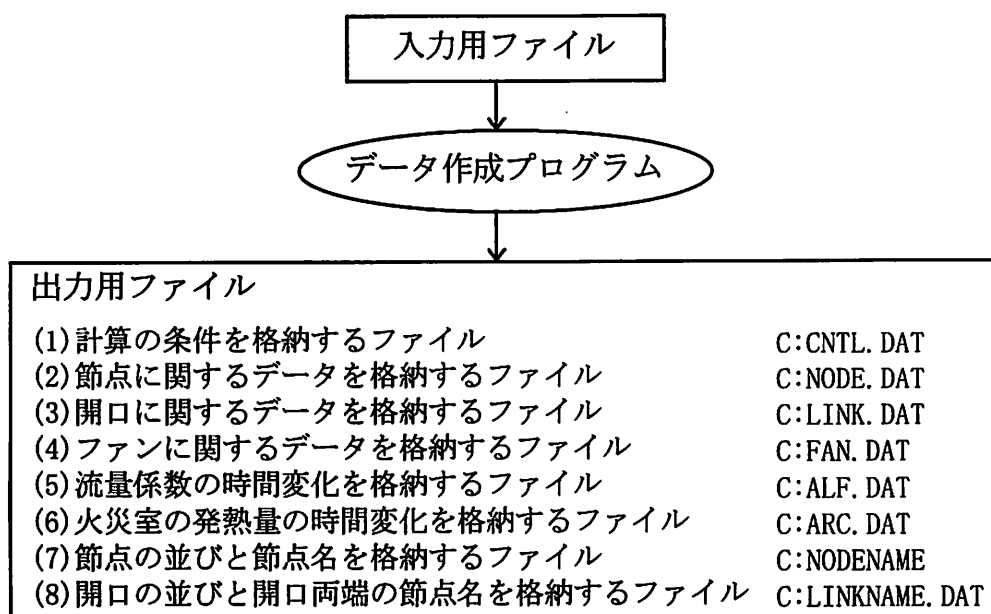 入力用ファイル
データ作成プログラム
出力用ファイル
(1)計算の条件を格納するファイル C:CNTL.DAT
(2)節点に関するデータを格納するファイル C:NODE.DAT
(3)開口に関するデータを格納するファイル C:LINK.DAT
(4)ファンに関するデータを格納するファイル C:FAN.DAT
(5)流量係数の時間変化を格納するファイル C:ALF.DAT
(6)火災室の発熱量の時間変化を格納するファイル C:ARC.DAT
(7)節点の並びと節点名を格納するファイル C:NODENAME
(8)開口の並びと開口両端の節点名を格納するファイル C:LINKNAME.DAT